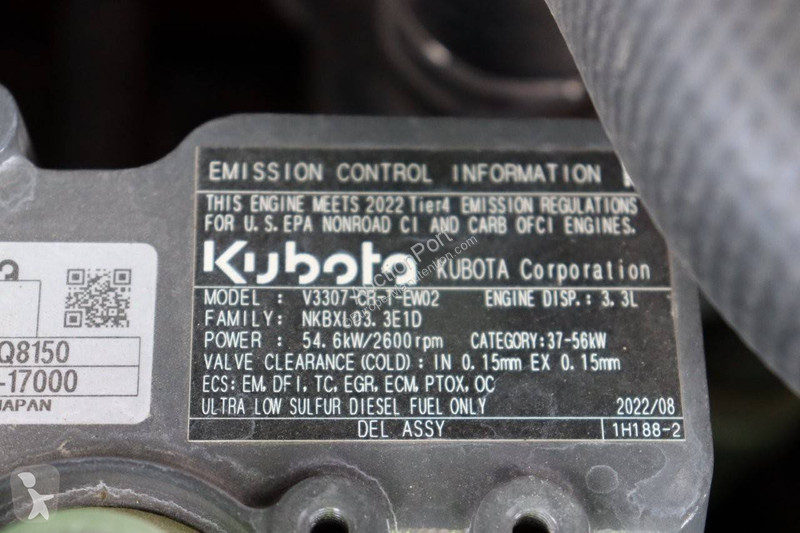 EMISSION CONTROL INFORMATION
THIS ENGINE MEETS 2022 Tier4 EMISSION REGULATIONS
FOR U.S. EPA NONROAD CI AND CARB OFCI ENGINES.
Kubota KUBOTA Corporation
MODEL : V3307-CR-T-EW02 ENGINE DISP.: 3.3L
FAMILY: NKBXL03.3E1D
POWER : 54.6kW/2600rpm CATEGORY:37-56kW
VALVE CLEARANCE(COLD): IN 0.15mm EX 0.15mm
ECS: EM, DFI, TC, EGR, ECM, PTOX, OC
ULTRA LOW SULFUR DIESEL FUEL ONLY 2022/08
DEL ASSY 1H188-2
Q8150
-17000
JAPAN